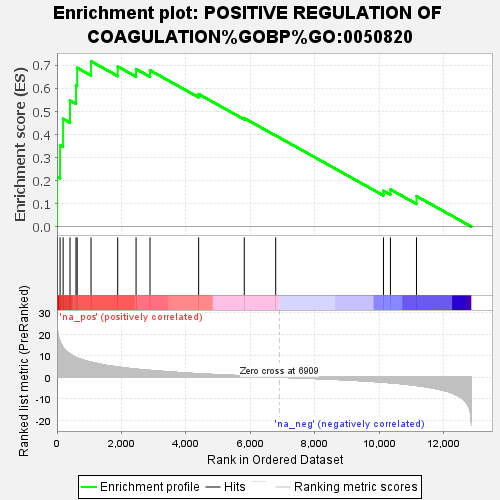 Enrichment plot: POSITIVE REGULATION OF
COAGULATION%GOBP%GO:0050820
Enrichment score (ES)
0.7
0.6
0.5
0.4
0.3
0.2
0.1
0.0
'na_pos' (positively correlated)
Ranked list metric (PreRanked)
30
20
10
0
-10
-20
Zero cross at 6909
'na_neg' (negatively correlated)
0
2,000
4,000
6,000
8,000
10,000
12,000
Rank in Ordered Dataset
Enrichment profile
Hits
Ranking metric scores